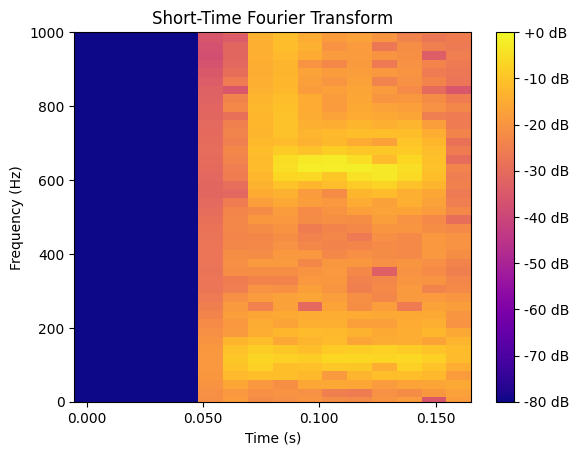 Short-Time Fourier Transform
1000
800
600
400
200
0
Frequency (Hz)
0.000
0.050
0.100
0.150
Time (s)
+0 dB
-10 dB
-20 dB
-30 dB
-40 dB
-50 dB
-60 dB
-70 dB
-80 dB